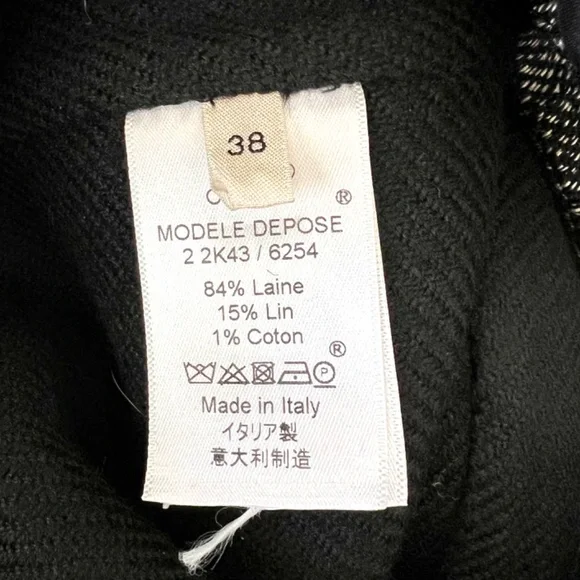 38
®
MODELE DEPOSE
2 2K43 / 6254
84% Laine
15% Lin
1% Coton
®
P
Made in Italy
イタリア製
意大利制造